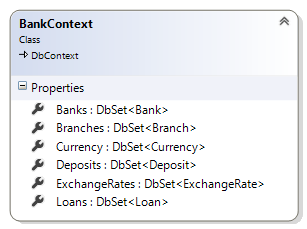 BankContext
Class
DbContext
Properties
Banks : DbSet<Bank>
Branches : DbSet<Branch>
Currency : DbSet<Currency>
Deposits : DbSet<Deposit>
ExchangeRates : DbSet<ExchangeRate>
Loans : DbSet<Loan>